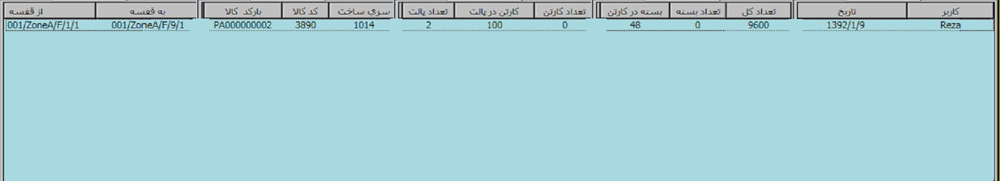 از قفسه به قفسه بارکد کالا کد کالا سري ساخت تعداد پالت کارتن در پالت تعداد کارتن بسته در کارتن تعداد بسته تعداد کل تاریخ کاربر
001/ZoneA/F/1/1 001/ZoneA/F/9/1 PA000000002 3890 1014 2 100 0 48 0 9600 1392/1/9 Reza